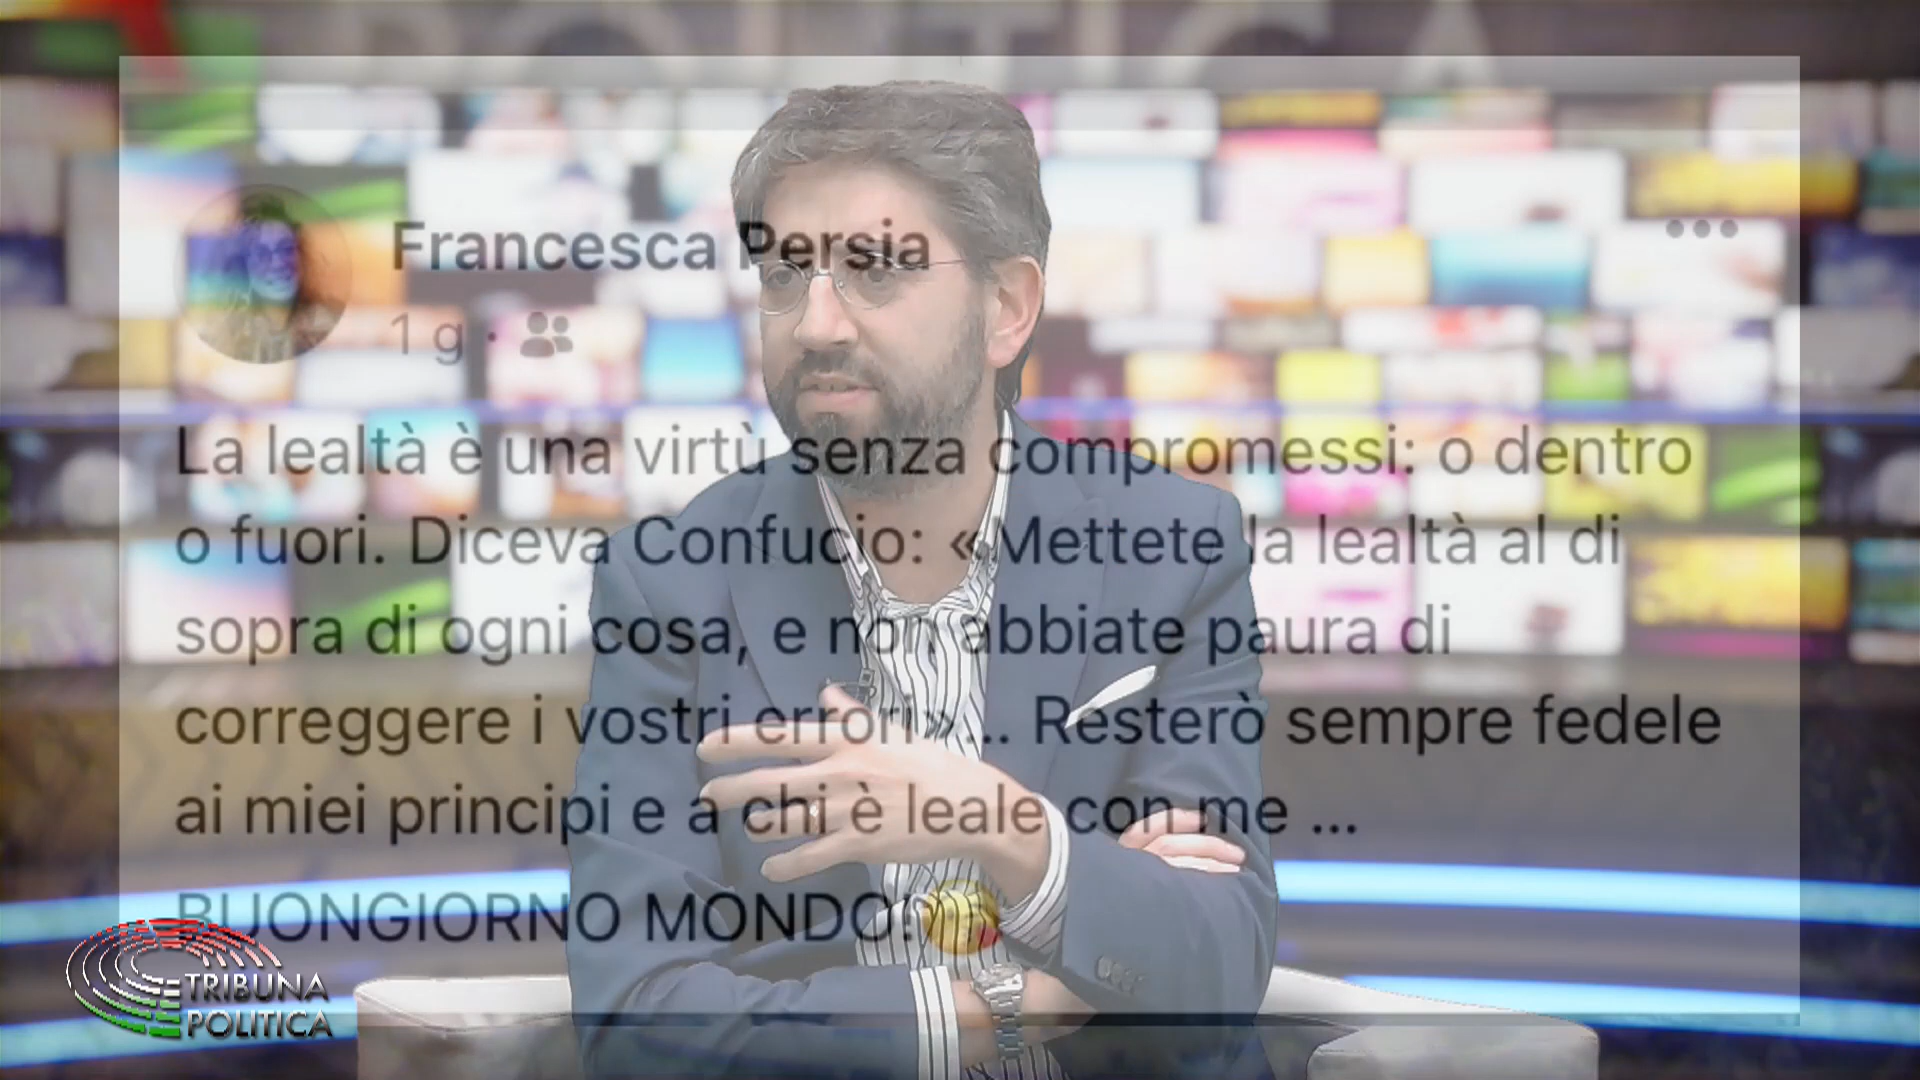 POLITICA
Francesca Persia
1 g ·
La lealtà è una virtù senza compromessi: o dentro
o fuori. Diceva Confucio: «Mettete la lealtà al di
sopra di ogni cosa, e non abbiate paura di
correggere i vostri errori»... Resterò sempre fedele
ai miei principi e a chi è leale con me ...
BUONGIORNO MONDO!
TRIBUNA
POLITICA